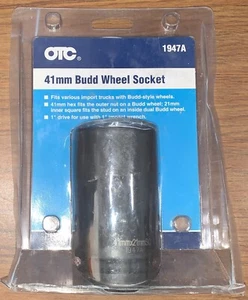 OTC
1947A
41mm Budd Wheel Socket
Fits various import trucks with Budd-style wheels.
41mm hex fits the outer nut on a Budd wheel; 21mm
inner square fits the stud on an inside dual Budd wheel.
1" drive for use with 1" impact wrench.
41mmx21mm